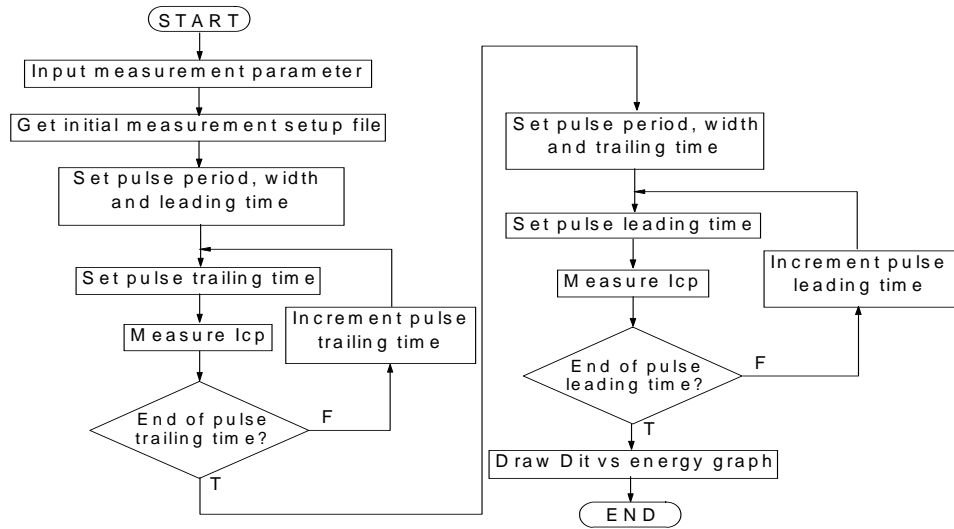 START
Input measurement parameter
Get initial measurement setup file
Set pulse period, width
and leading time
Set pulse trailing time
Measure Icp
Increment pulse
trailing time
End of pulse
trailing time?
F
T
Set pulse period, width
and trailing time
Set pulse leading time
Measure Icp
Increment pulse
leading time
End of pulse
leading time?
F
T
Draw Dit vs energy graph
END